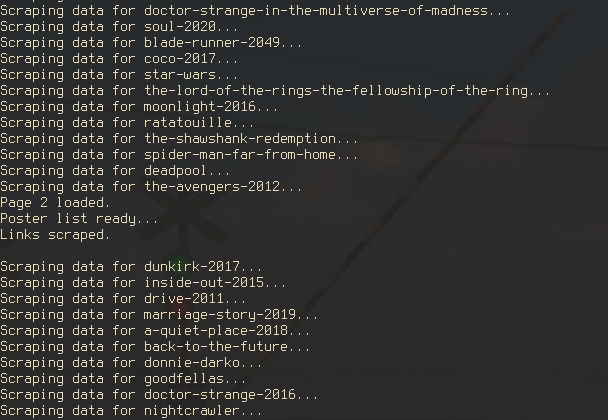 Scraping data for doctor-strange-in-the-multiverse-of-madness...
Scraping data for soul-2020...
Scraping data for blade-runner-2049...
Scraping data for coco-2017...
Scraping data for star-wars...
Scraping data for the-lord-of-the-rings-the-fellowship-of-the-ring...
Scraping data for moonlight-2016...
Scraping data for ratatouille...
Scraping data for the-shawshank-redemption...
Scraping data for spider-man-far-from-home...
Scraping data for deadpool...
Scraping data for the-avengers-2012...
Page 2 loaded.
Poster list ready...
Links scraped.

Scraping data for dunkirk-2017...
Scraping data for inside-out-2015...
Scraping data for drive-2011...
Scraping data for marriage-story-2019...
Scraping data for a-quiet-place-2018...
Scraping data for back-to-the-future...
Scraping data for donnie-darko...
Scraping data for goodfellas...
Scraping data for doctor-strange-2016...
Scraping data for nightcrawler...